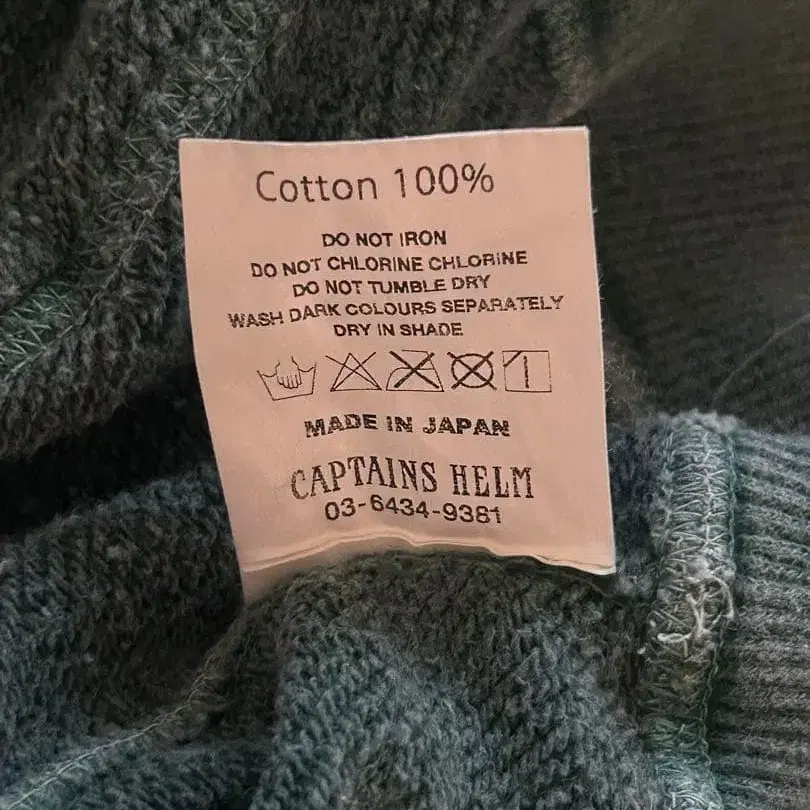 Cotton 100%
DO NOT IRON
DO NOT CHLORINE CHLORINE
DO NOT TUMBLE DRY
WASH DARK COLOURS SEPARATELY
DRY IN SHADE
MADE IN JAPAN
CAPTAINS HELM
03-6434-9381